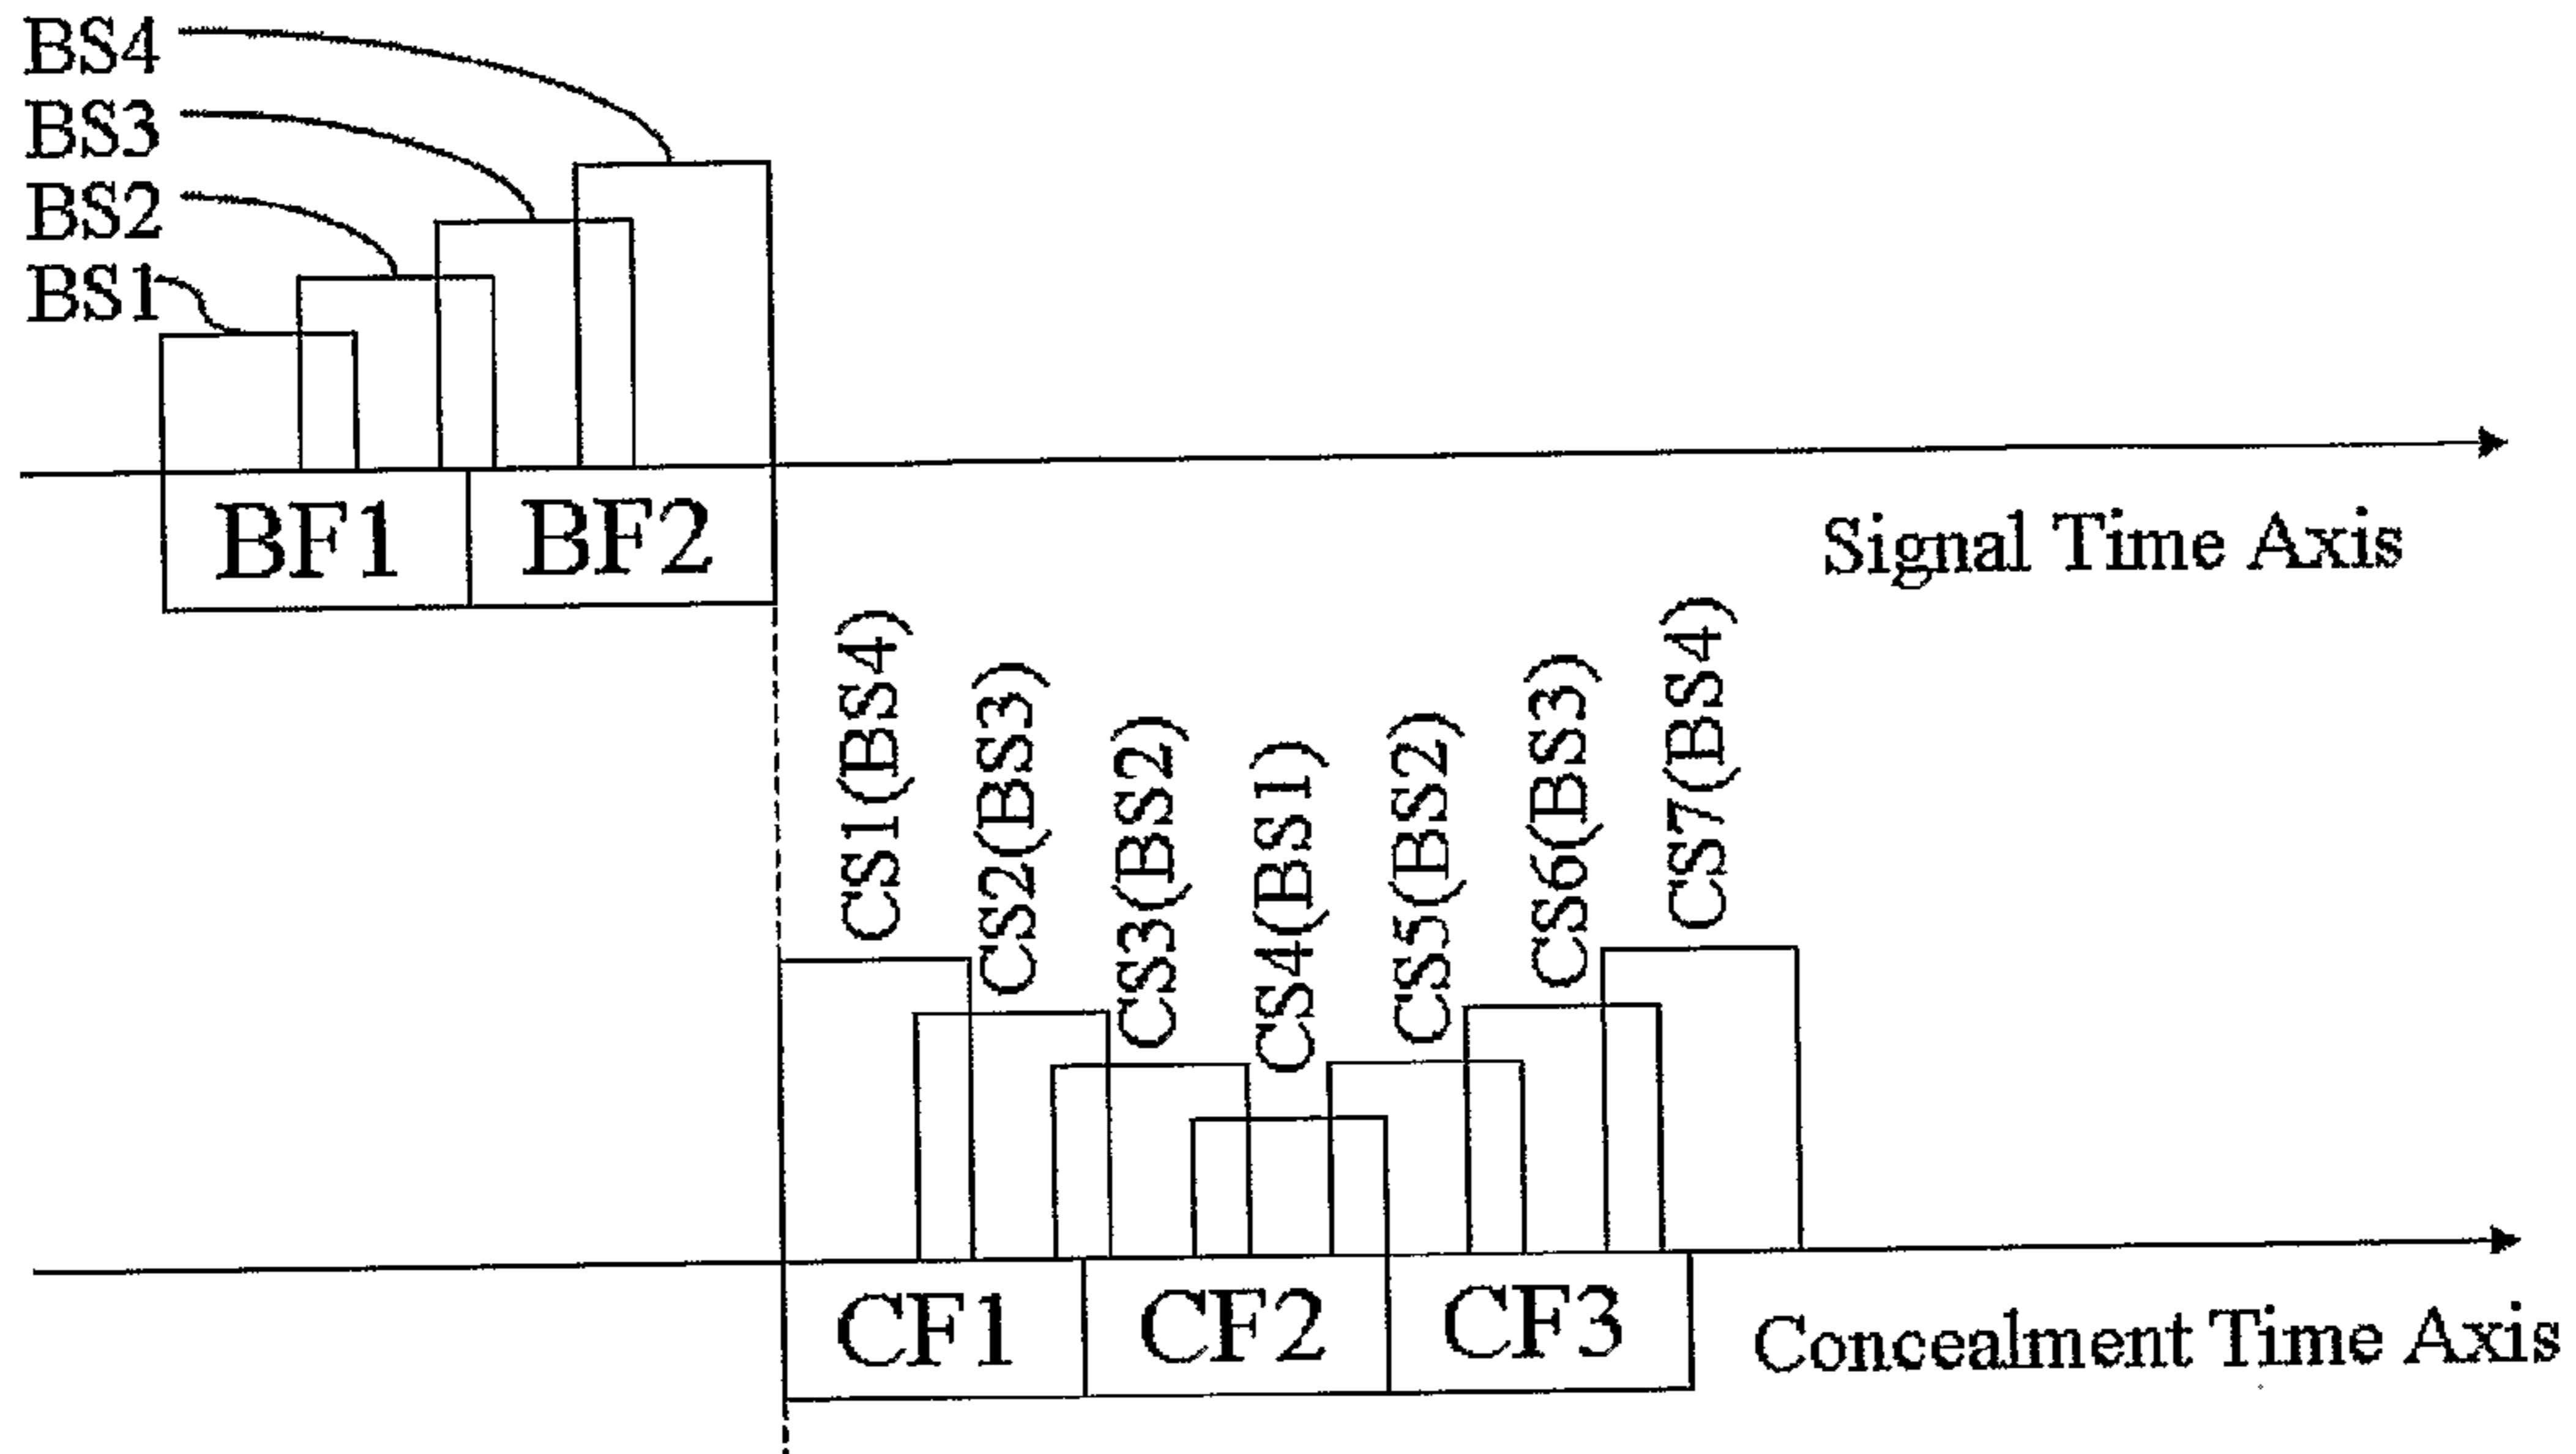 BS4
BS3
BS2
BS1
BF1
BF2
Signal Time Axis
CS1(BS4)
CS2(BS3)
CS3(BS2)
CS4(BS1)
CS5(BS2)
CS6(BS3)
CS7(BS4)
CF1
CF2
CF3
Concealment Time Axis